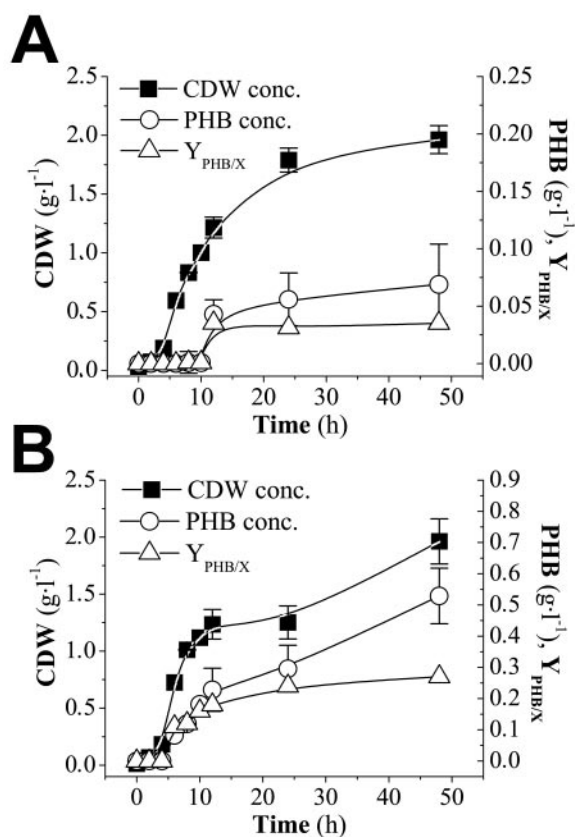 A
CDW conc.
PHB conc.
Y PHB/X
CDW (g·l⁻¹)
2.5
2.0
1.5
1.0
0.5
0.0
PHB (g·l⁻¹), Y PHB/X
0.25
0.20
0.15
0.10
0.05
0.00
0 10 20 30 40 50
Time (h)
B
CDW conc.
PHB conc.
Y PHB/X
CDW (g·l⁻¹)
2.5
2.0
1.5
1.0
0.5
0.0
PHB (g·l⁻¹), Y PHB/X
0.9
0.8
0.7
0.6
0.5
0.4
0.3
0.2
0.1
0.0
0 10 20 30 40 50
Time (h)